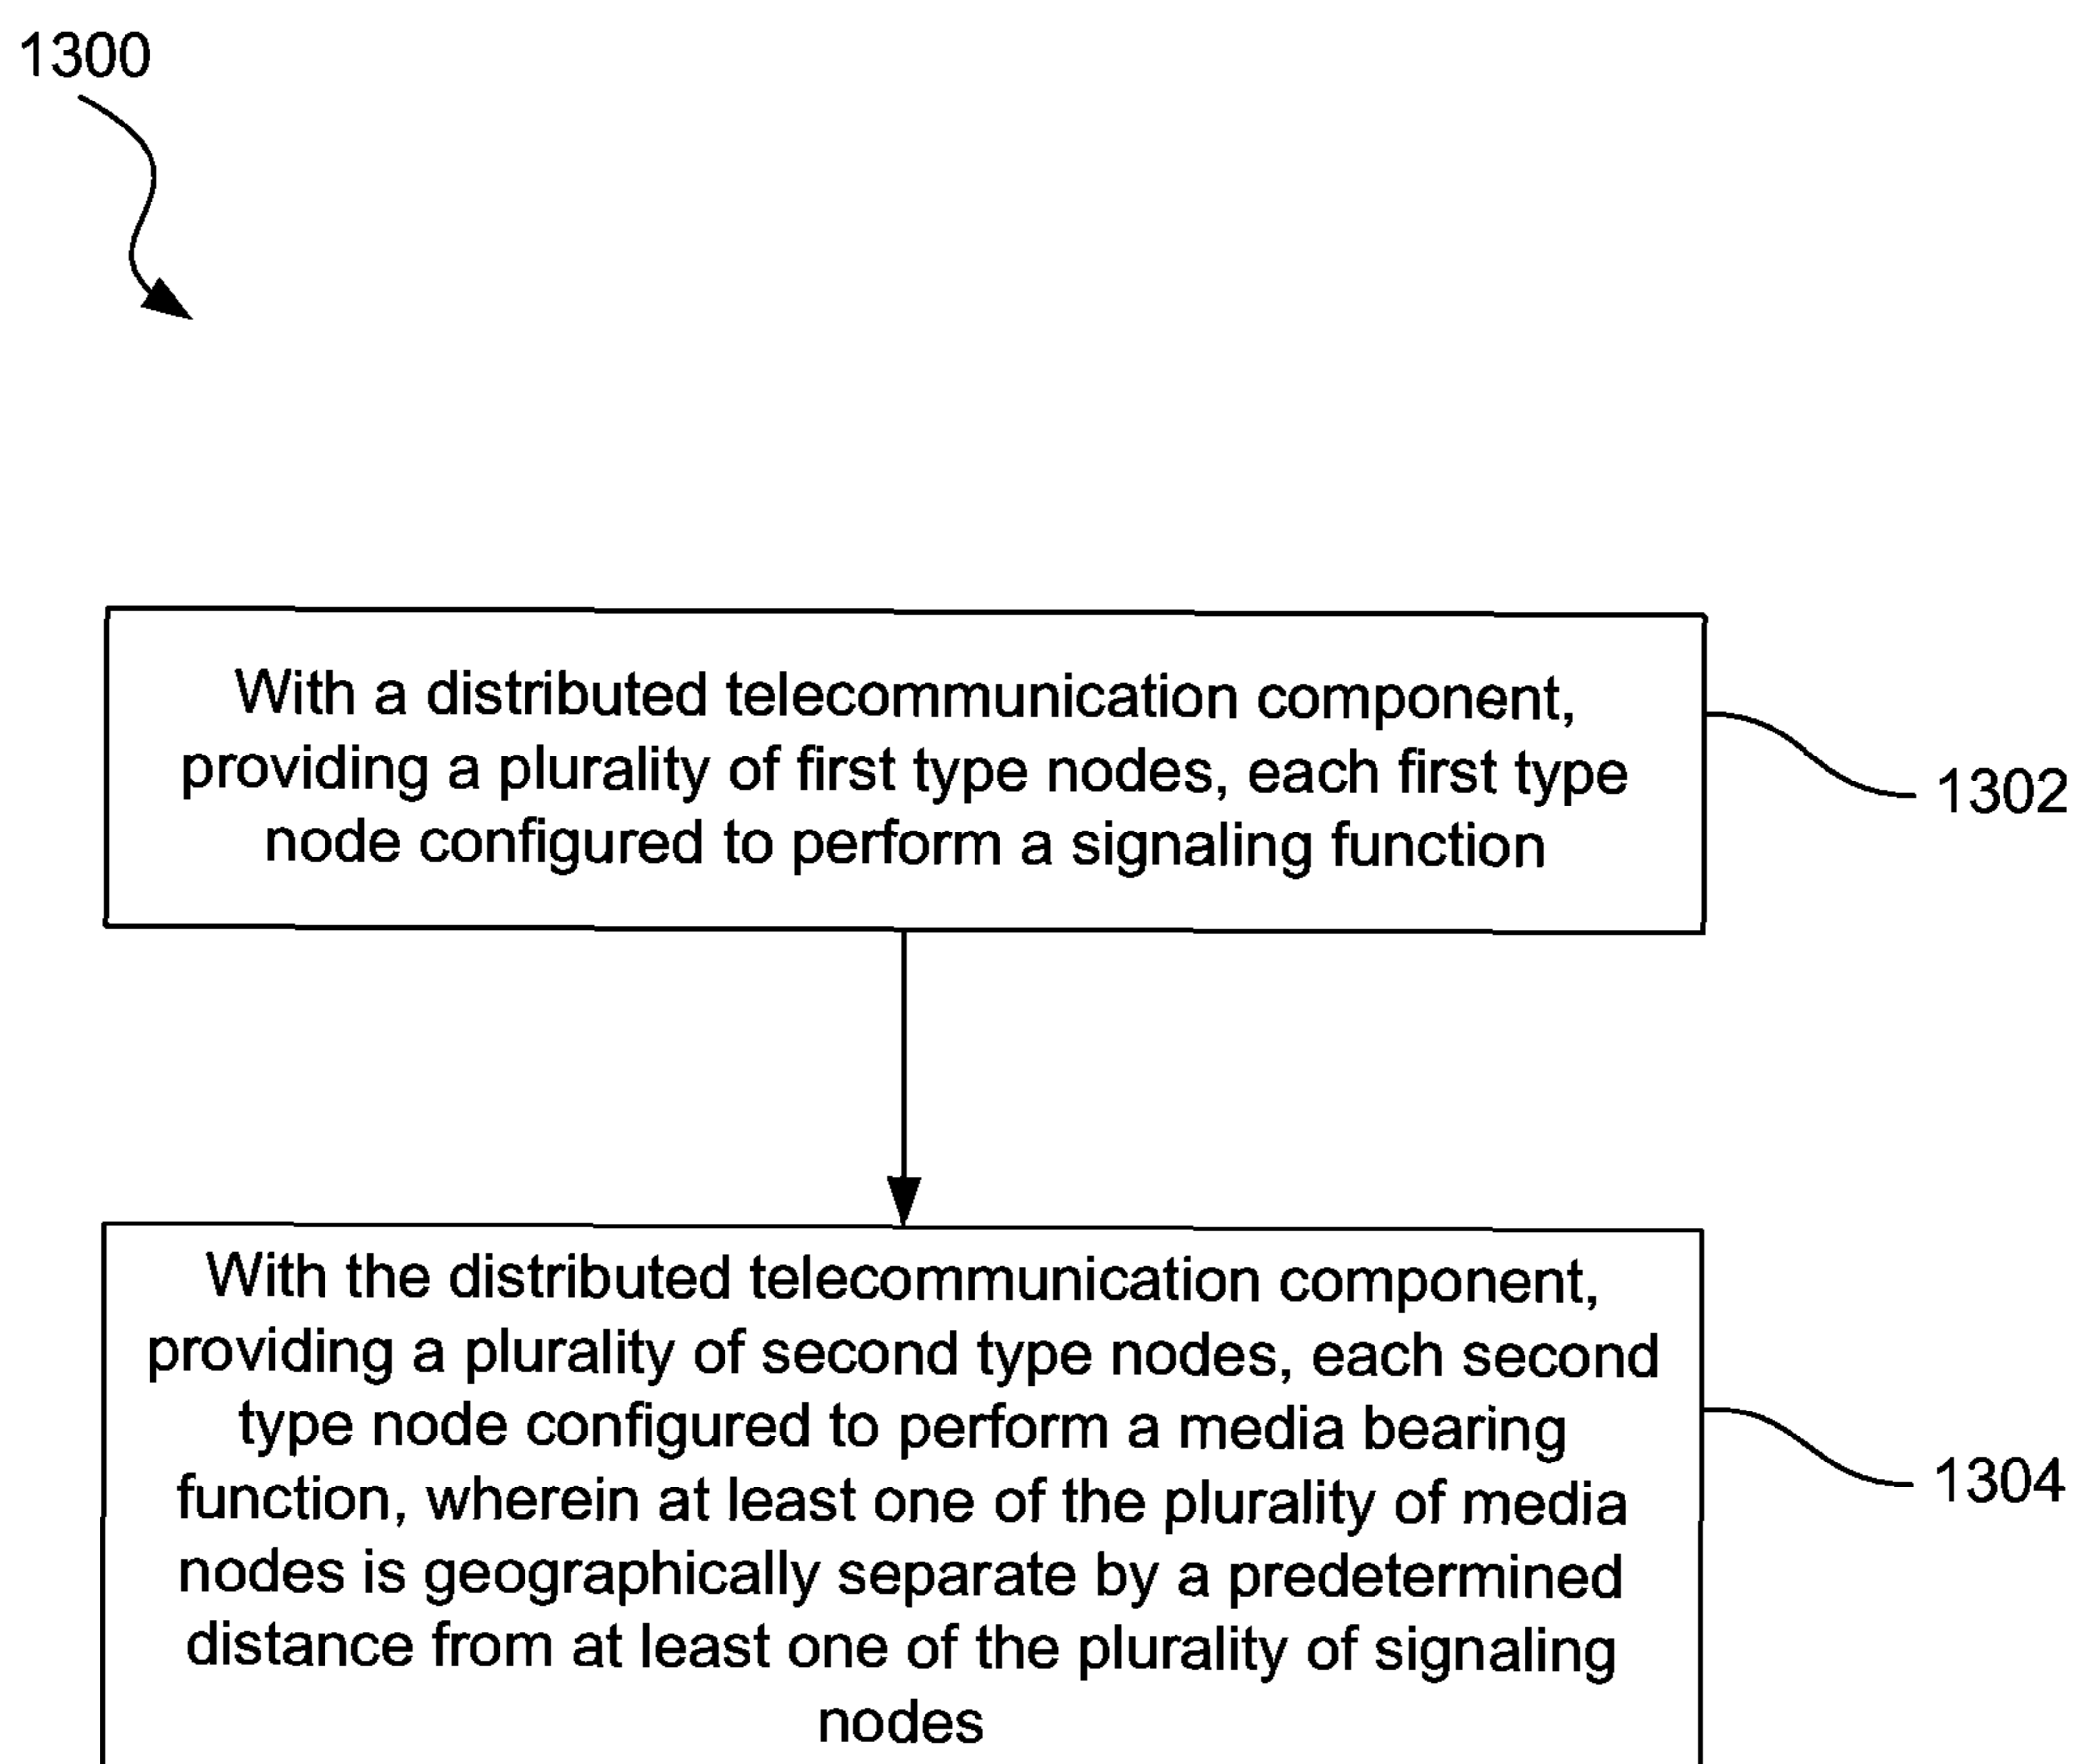 1300
With a distributed telecommunication component,
providing a plurality of first type nodes, each first type
node configured to perform a signaling function
1302
With the distributed telecommunication component,
providing a plurality of second type nodes, each second
type node configured to perform a media bearing
function, wherein at least one of the plurality of media
nodes is geographically separate by a predetermined
distance from at least one of the plurality of signaling
nodes
1304